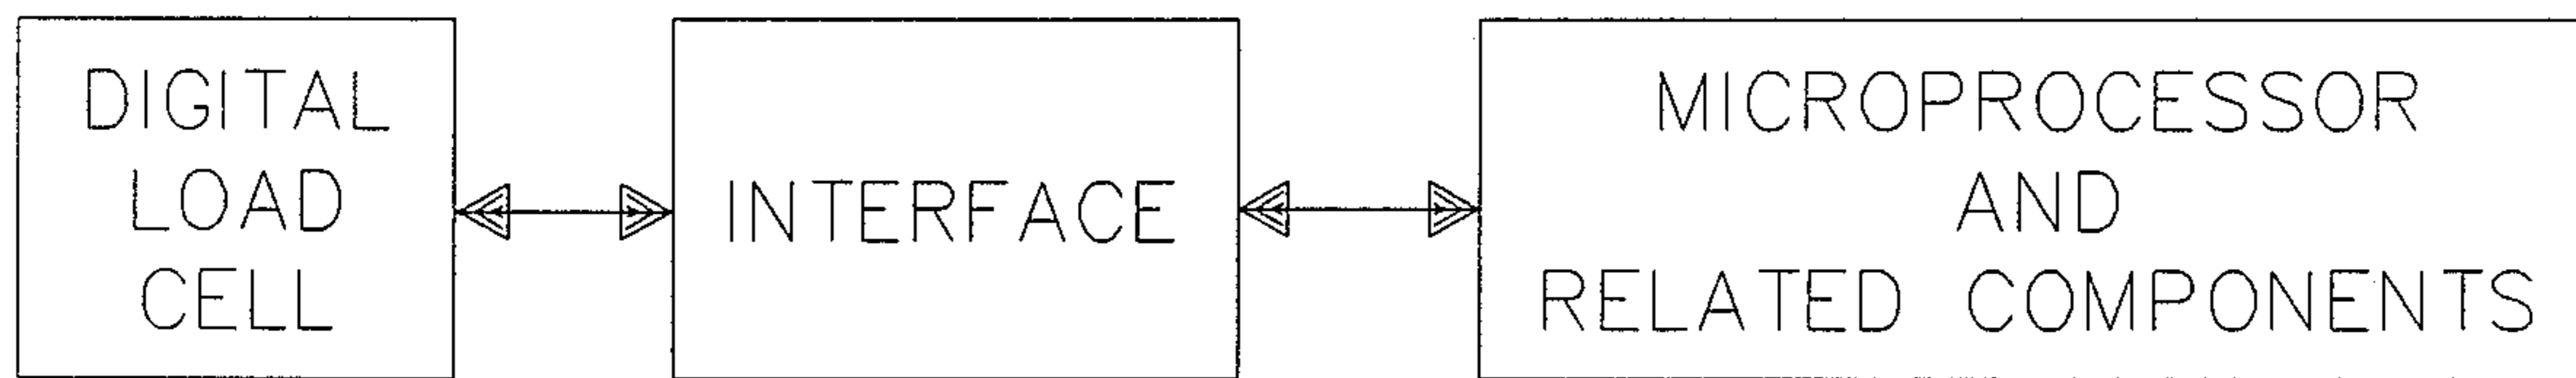 DIGITAL
LOAD
CELL
INTERFACE
MICROPROCESSOR
AND
RELATED COMPONENTS